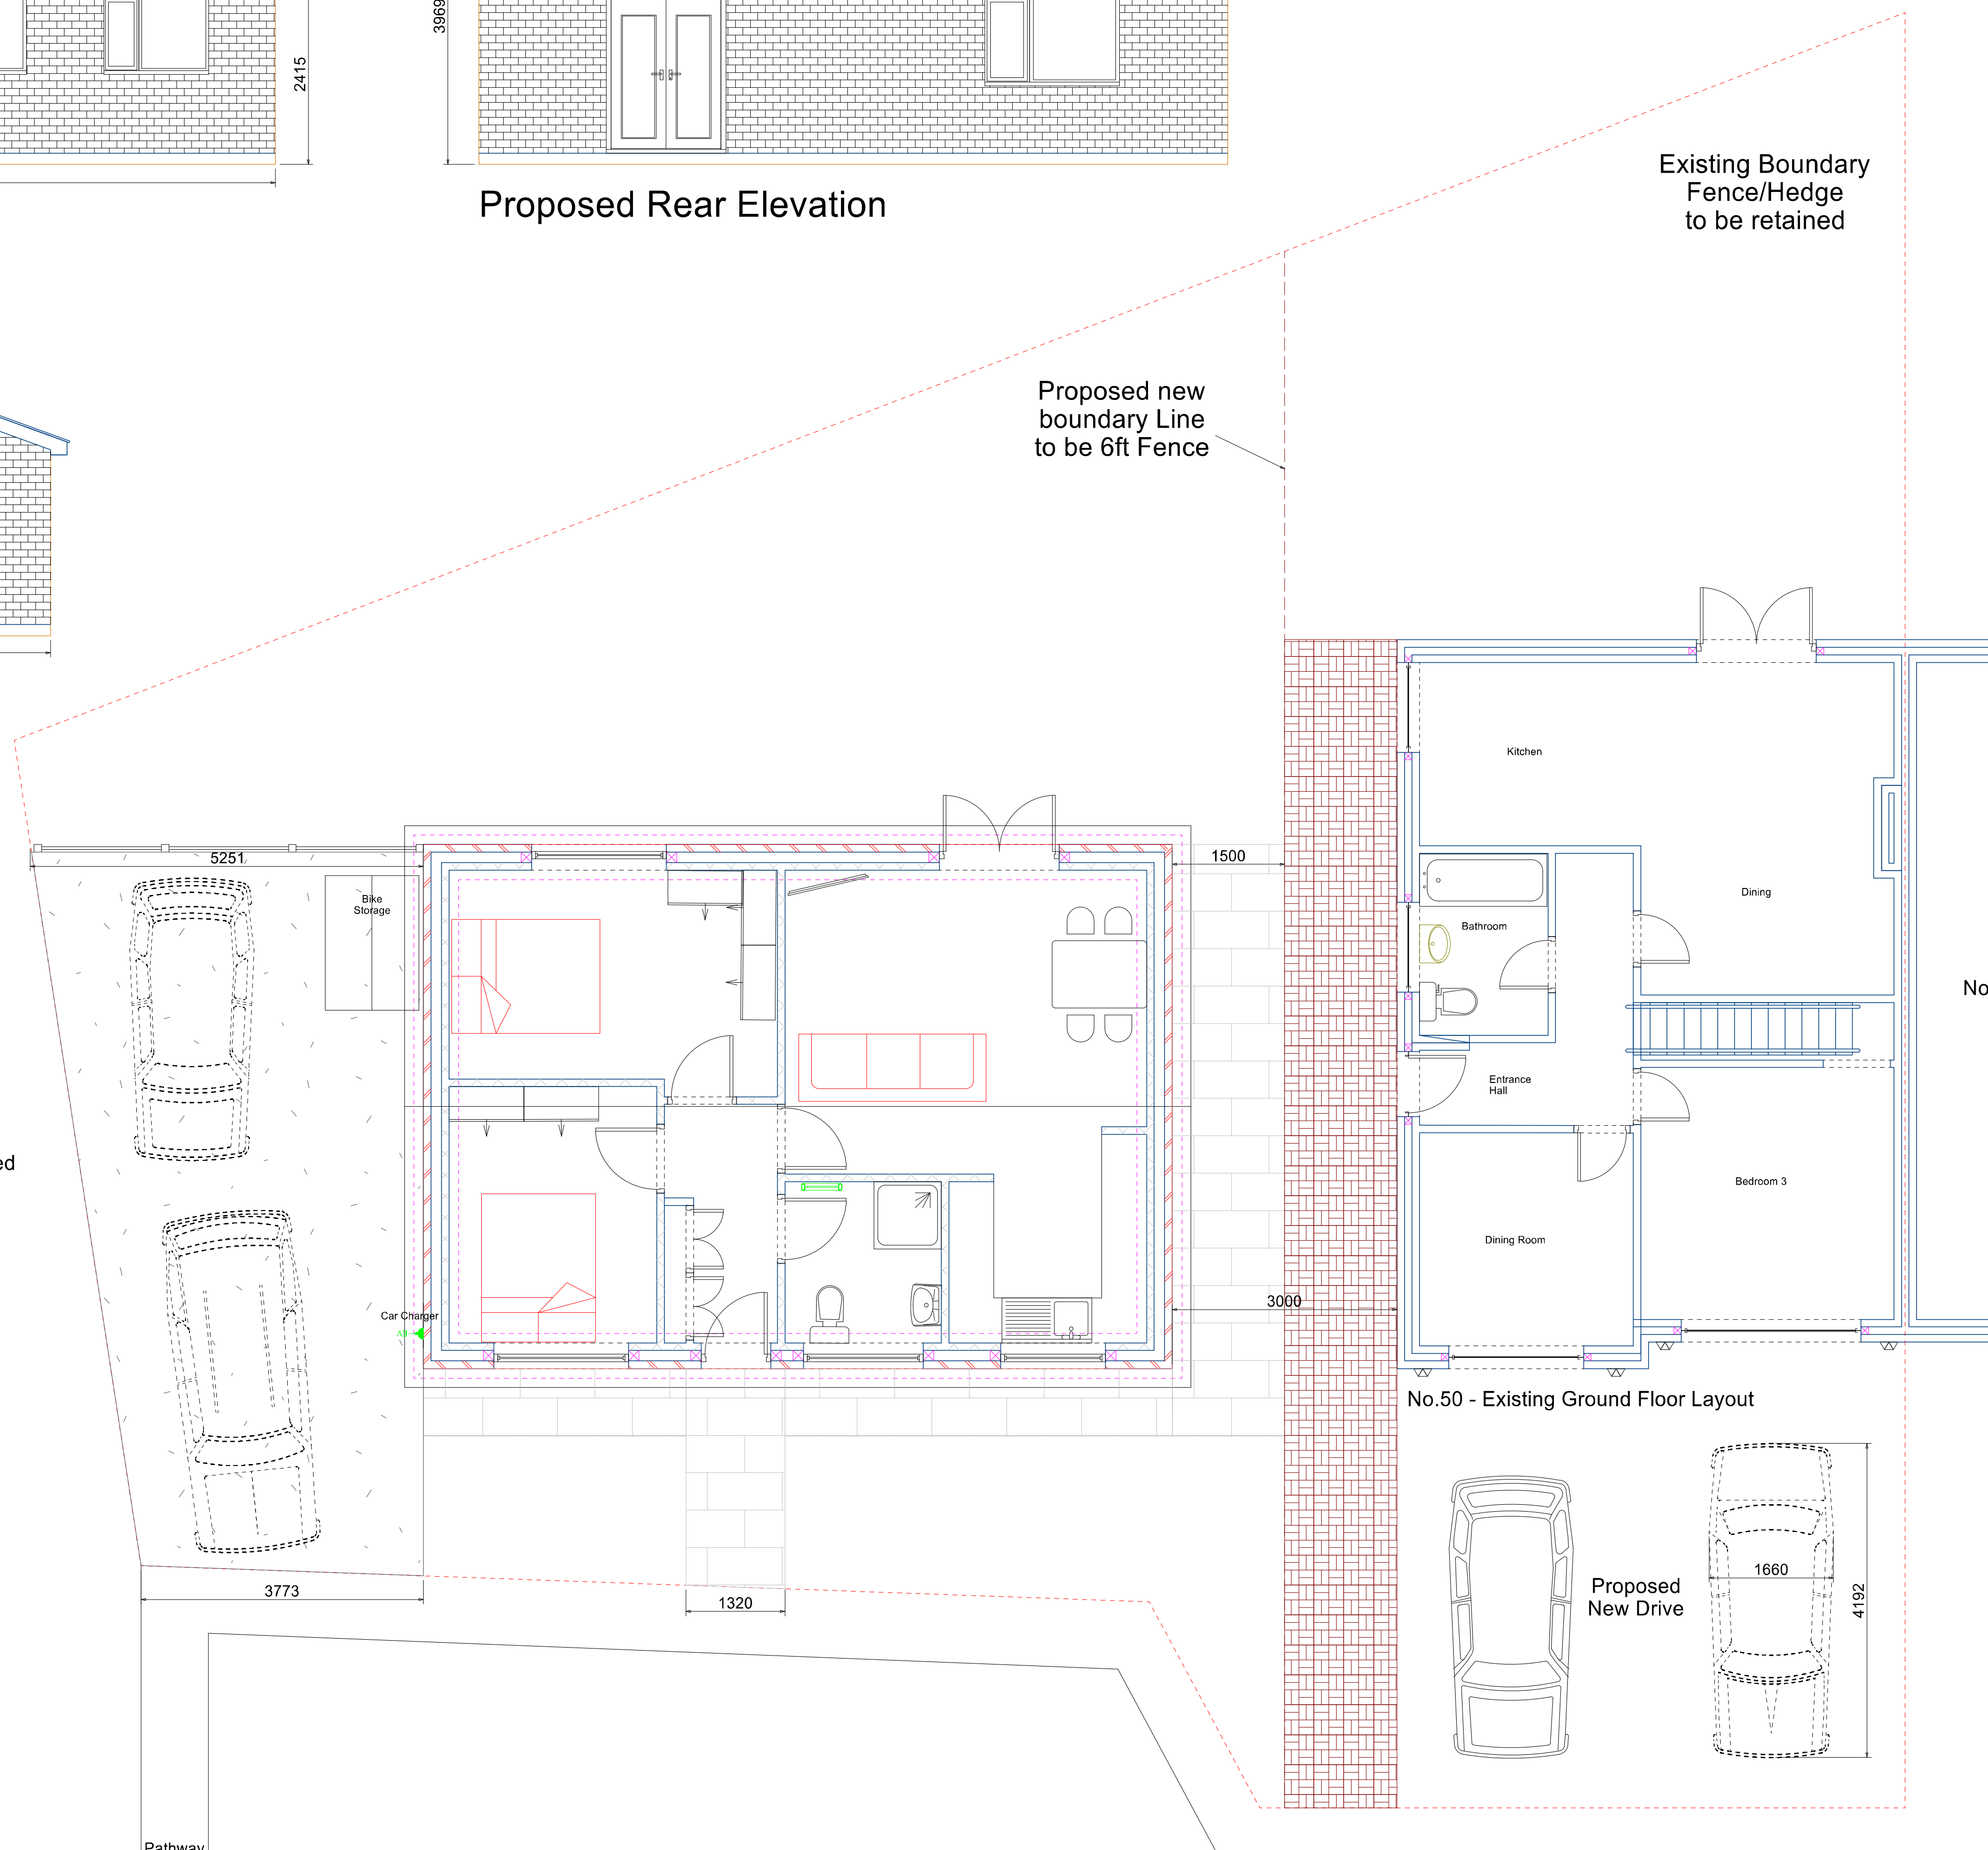 2415
3969
Proposed Rear Elevation
Existing Boundary
Fence/Hedge
to be retained
Proposed new
boundary Line
to be 6ft Fence
Kitchen
5251
1500
Bike
Storage
Dining
Bathroom
No
Entrance
Hall
ed
Bedroom 3
Dining Room
3000
Car Charger
No.50 - Existing Ground Floor Layout
3773
1320
Proposed
New Drive
1660
4192
Pathway